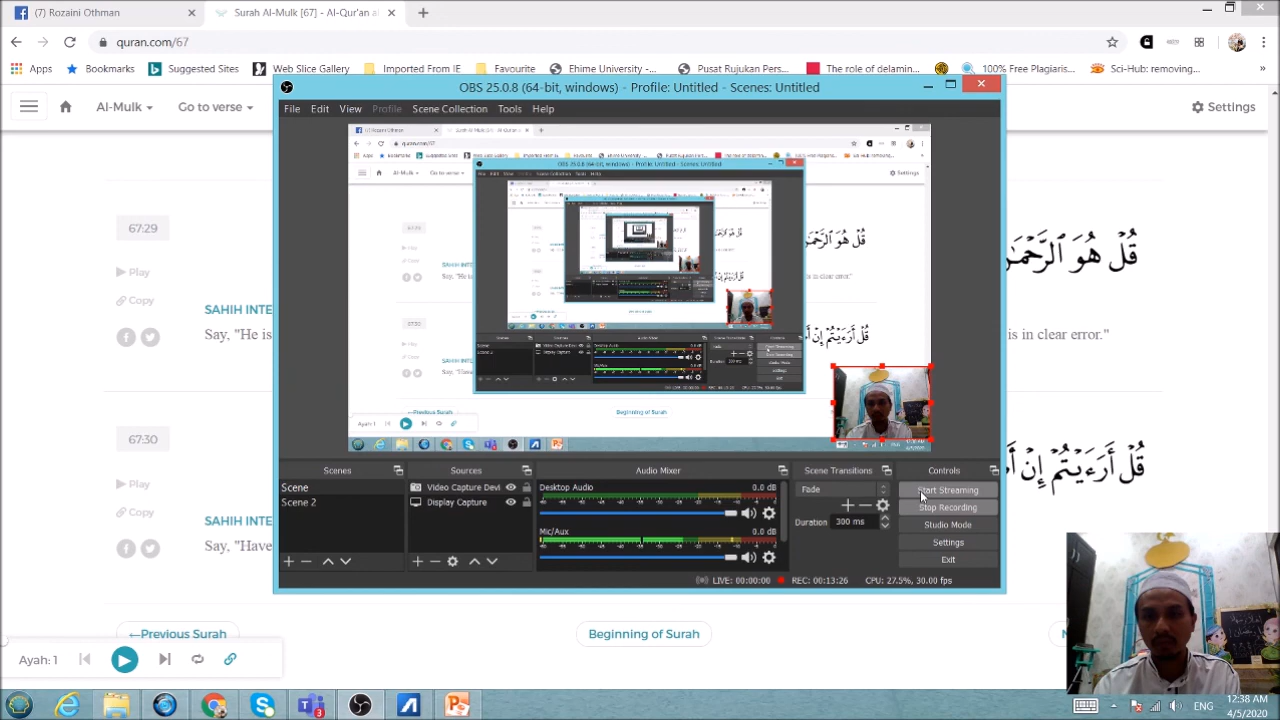 (7) Rozaini Othman
Surah Al-Mulk [67] - Al-Qur'an al
quran.com/67
Apps
Bookmarks
Suggested Sites
Web Slice Gallery
Imported From IE
Favourite
Ehime University -
Pusat Rujukan Per
The role of delamin
100% Free Plagiaris
Sci-Hub: removing...
Al-Mulk
Go to verse
Settings
OBS 25.0.8 (64-bit, windows) - Profile: Untitled - Scenes: Untitled
File
Edit
View
Profile
Scene Collection
Tools
Help
67:29
Play
Copy
SAHIH INTE
Say, "He is
is in clear error."
قُلْ هُوَ ٱلرَّحْمَـٰنُ
67:30
Play
Copy
SAHIH INTE
Say, "Have
قُلْ أَرَءَيْتُمْ إِنْ
Scenes
Scene
Scene 2
Sources
Video Capture Devi
Display Capture
Audio Mixer
Desktop Audio
0.0 dB
Mic/Aux
0.0 dB
Scene Transitions
Fade
Duration
300 ms
Controls
Start Streaming
Stop Recording
Studio Mode
Settings
Exit
LIVE: 00:00:00
REC: 00:13:26
CPU: 27.5%, 30.00 fps
←Previous Surah
Beginning of Surah
Ayah: 1
ENG
12:38 AM
4/5/2020